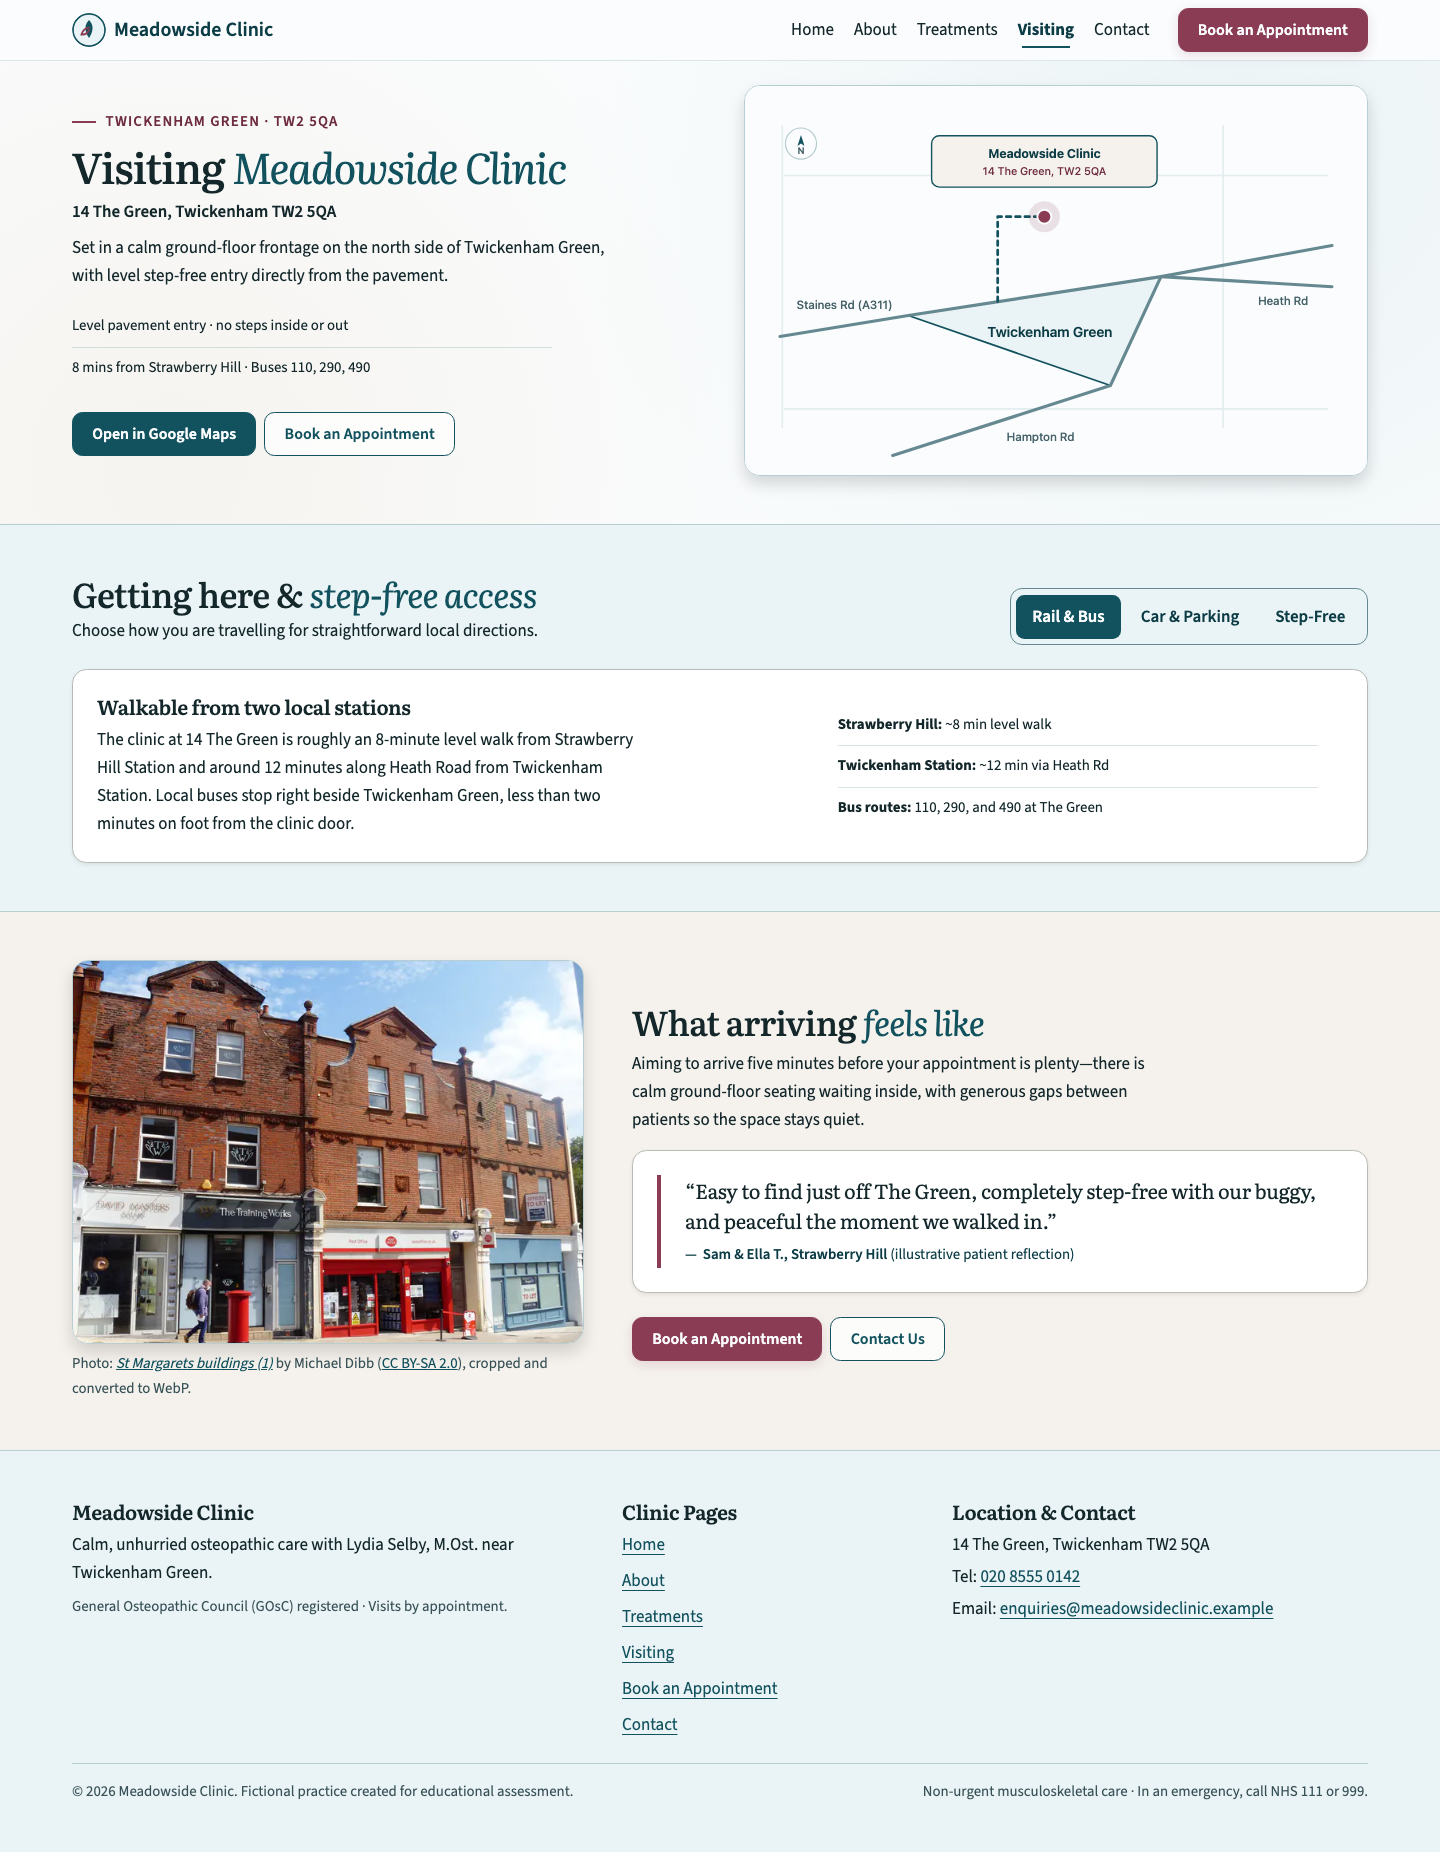 Meadowside Clinic
Home
About
Treatments
Visiting
Contact
Book an Appointment
TWICKENHAM GREEN · TW2 5QA
Visiting Meadowside Clinic
14 The Green, Twickenham TW2 5QA
Set in a calm ground-floor frontage on the north side of Twickenham Green,
with level step-free entry directly from the pavement.
Level pavement entry · no steps inside or out
8 mins from Strawberry Hill · Buses 110, 290, 490
Open in Google Maps
Book an Appointment
N
Meadowside Clinic
14 The Green, TW2 5QA
Staines Rd (A311)
Heath Rd
Twickenham Green
Hampton Rd
Getting here & step-free access
Choose how you are travelling for straightforward local directions.
Rail & Bus
Car & Parking
Step-Free
Walkable from two local stations
The clinic at 14 The Green is roughly an 8-minute level walk from Strawberry
Hill Station and around 12 minutes along Heath Road from Twickenham
Station. Local buses stop right beside Twickenham Green, less than two
minutes on foot from the clinic door.
Strawberry Hill: ~8 min level walk
Twickenham Station: ~12 min via Heath Rd
Bus routes: 110, 290, and 490 at The Green
The Training Works
Post Office
TO LET
Photo: St Margarets buildings (1) by Michael Dibb (CC BY-SA 2.0), cropped and
converted to WebP.
What arriving feels like
Aiming to arrive five minutes before your appointment is plenty—there is
calm ground-floor seating waiting inside, with generous gaps between
patients so the space stays quiet.
“Easy to find just off The Green, completely step-free with our buggy,
and peaceful the moment we walked in.”
— Sam & Ella T., Strawberry Hill (illustrative patient reflection)
Book an Appointment
Contact Us
Meadowside Clinic
Calm, unhurried osteopathic care with Lydia Selby, M.Ost. near
Twickenham Green.
General Osteopathic Council (GOsC) registered · Visits by appointment.
Clinic Pages
Home
About
Treatments
Visiting
Book an Appointment
Contact
Location & Contact
14 The Green, Twickenham TW2 5QA
Tel: 020 8555 0142
Email: enquiries@meadowsideclinic.example
© 2026 Meadowside Clinic. Fictional practice created for educational assessment.
Non-urgent musculoskeletal care · In an emergency, call NHS 111 or 999.